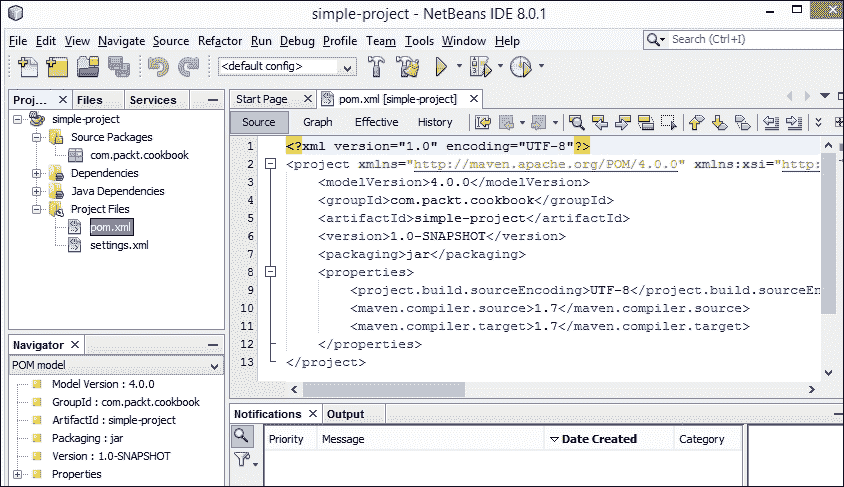 simple-project - NetBeans IDE 8.0.1
File Edit View Navigate Source Refactor Run Debug Profile Team Tools Window Help
Search (Ctrl+I)
<default config>
Proj... Files Services
simple-project
Source Packages
com.packt.cookbook
Dependencies
Java Dependencies
Project Files
pom.xml
settings.xml
Start Page pom.xml [simple-project]
Source Graph Effective History
1 <?xml version="1.0" encoding="UTF-8"?>
2 <project xmlns="http://maven.apache.org/POM/4.0.0" xmlns:xsi="http:
3 <modelVersion>4.0.0</modelVersion>
4 <groupId>com.packt.cookbook</groupId>
5 <artifactId>simple-project</artifactId>
6 <version>1.0-SNAPSHOT</version>
7 <packaging>jar</packaging>
8 <properties>
9 <project.build.sourceEncoding>UTF-8</project.build.sourceEn
10 <maven.compiler.source>1.7</maven.compiler.source>
11 <maven.compiler.target>1.7</maven.compiler.target>
12 </properties>
13 </project>
Navigator
POM model
Model Version : 4.0.0
GroupId : com.packt.cookbook
ArtifactId : simple-project
Packaging : jar
Version : 1.0-SNAPSHOT
Properties
Notifications Output
Priority Message Date Created Category